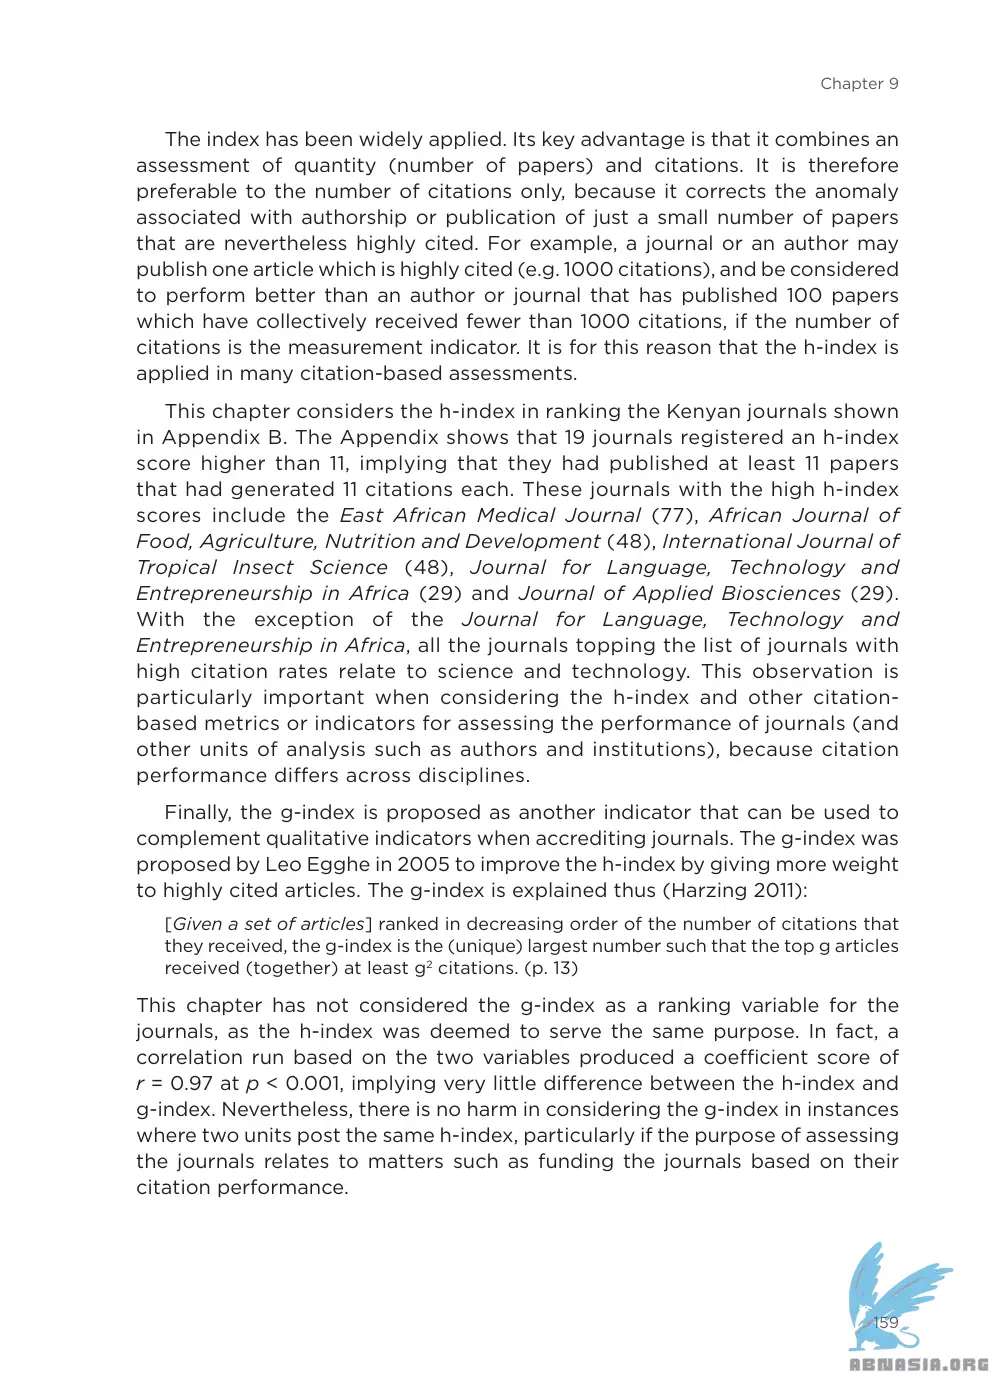 Chapter 9
The index has been widely applied. Its key advantage is that it combines an
assessment of quantity (number of papers) and citations. It is therefore
preferable to the number of citations only, because it corrects the anomaly
associated with authorship or publication of just a small number of papers
that are nevertheless highly cited. For example, a journal or an author may
publish one article which is highly cited (e.g. 1000 citations), and be considered
to perform better than an author or journal that has published 100 papers
which have collectively received fewer than 1000 citations, if the number of
citations is the measurement indicator. It is for this reason that the h-index is
applied in many citation-based assessments.
This chapter considers the h-index in ranking the Kenyan journals shown
in Appendix B. The Appendix shows that 19 journals registered an h-index
score higher than 11, implying that they had published at least 11 papers
that had generated 11 citations each. These journals with the high h-index
scores include the East African Medical Journal (77), African Journal of
Food, Agriculture, Nutrition and Development (48), International Journal of
Tropical Insect Science (48), Journal for Language, Technology and
Entrepreneurship in Africa (29) and Journal of Applied Biosciences (29).
With the exception of the Journal for Language, Technology and
Entrepreneurship in Africa, all the journals topping the list of journals with
high citation rates relate to science and technology. This observation is
particularly important when considering the h-index and other citation-
based metrics or indicators for assessing the performance of journals (and
other units of analysis such as authors and institutions), because citation
performance differs across disciplines.
Finally, the g-index is proposed as another indicator that can be used to
complement qualitative indicators when accrediting journals. The g-index was
proposed by Leo Egghe in 2005 to improve the h-index by giving more weight
to highly cited articles. The g-index is explained thus (Harzing 2011):
[Given a set of articles] ranked in decreasing order of the number of citations that
they received, the g-index is the (unique) largest number such that the top g articles
received (together) at least g² citations. (p. 13)
This chapter has not considered the g-index as a ranking variable for the
journals, as the h-index was deemed to serve the same purpose. In fact, a
correlation run based on the two variables produced a coefficient score of
r = 0.97 at p < 0.001, implying very little difference between the h-index and
g-index. Nevertheless, there is no harm in considering the g-index in instances
where two units post the same h-index, particularly if the purpose of assessing
the journals relates to matters such as funding the journals based on their
citation performance.
159
ABNASIA.ORG